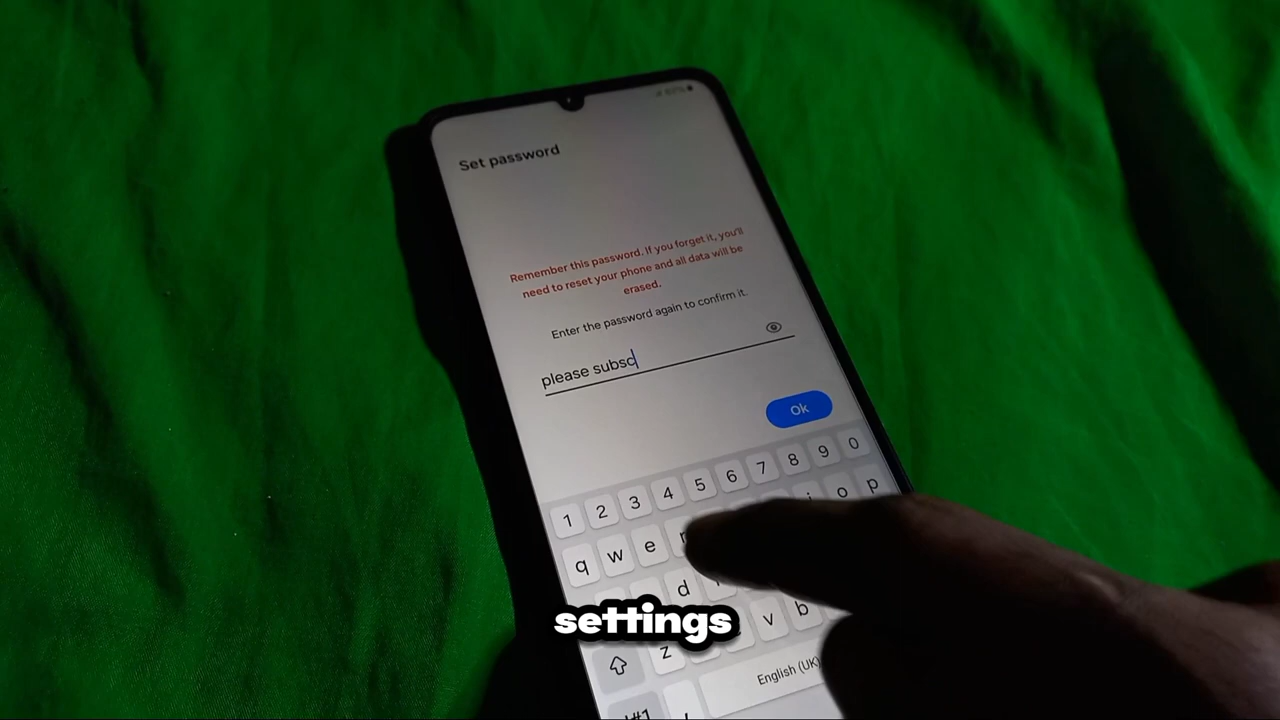 Set password
Remember this password. If you forget it, you'll
need to reset your phone and all data will be
erased.
Enter the password again to confirm it.
please subsc
Ok
1 2 3 4 5 6 7 8 9 0
q w e r o p
d
settings
z v b
English (UK)